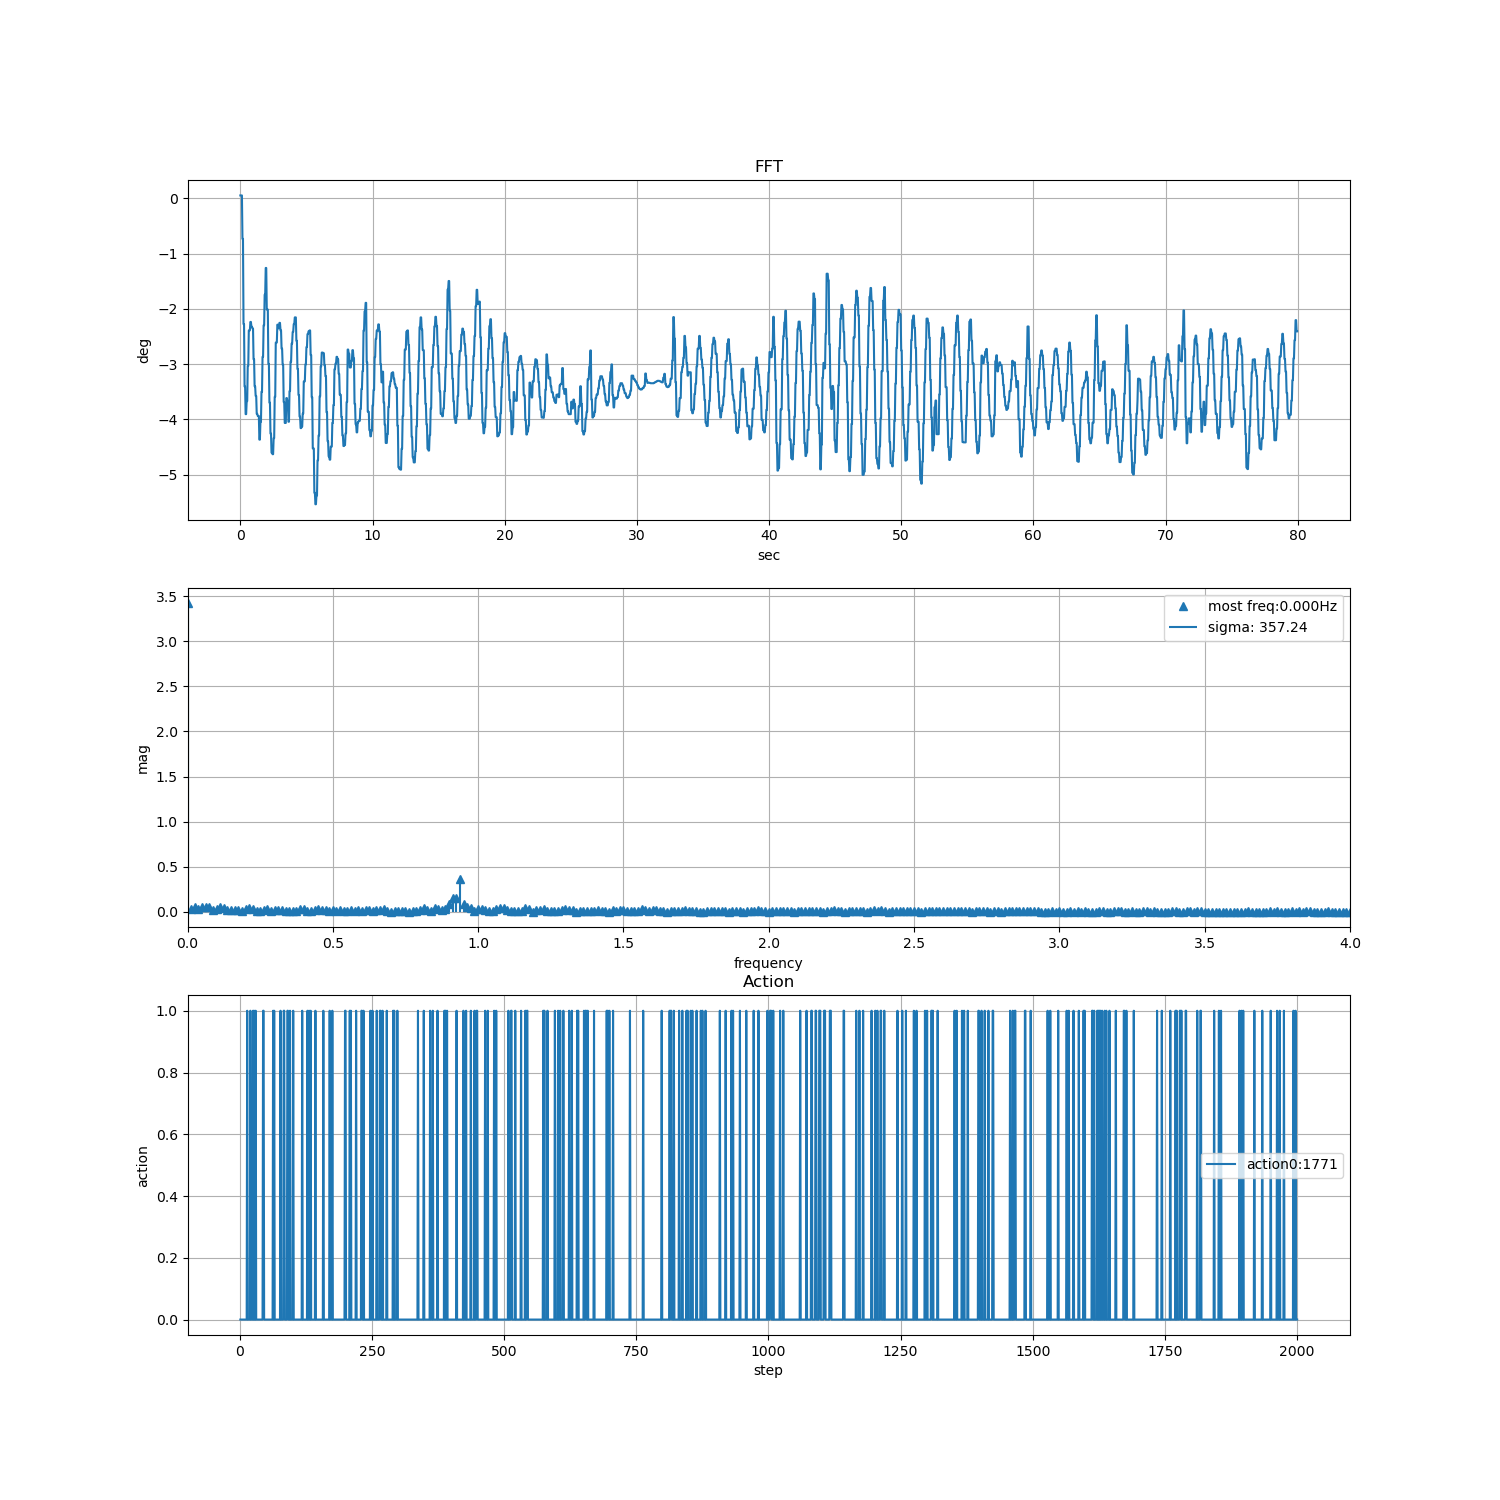 FFT
0
−1
−2
−3
−4
−5
deg
0 10 20 30 40 50 60 70 80
sec
3.5
3.0
2.5
2.0
1.5
1.0
0.5
0.0
mag
most freq:0.000Hz
sigma: 357.24
0.0 0.5 1.0 1.5 2.0 2.5 3.0 3.5 4.0
frequency
Action
1.0
0.8
0.6
0.4
0.2
0.0
action
action0:1771
0 250 500 750 1000 1250 1500 1750 2000
step